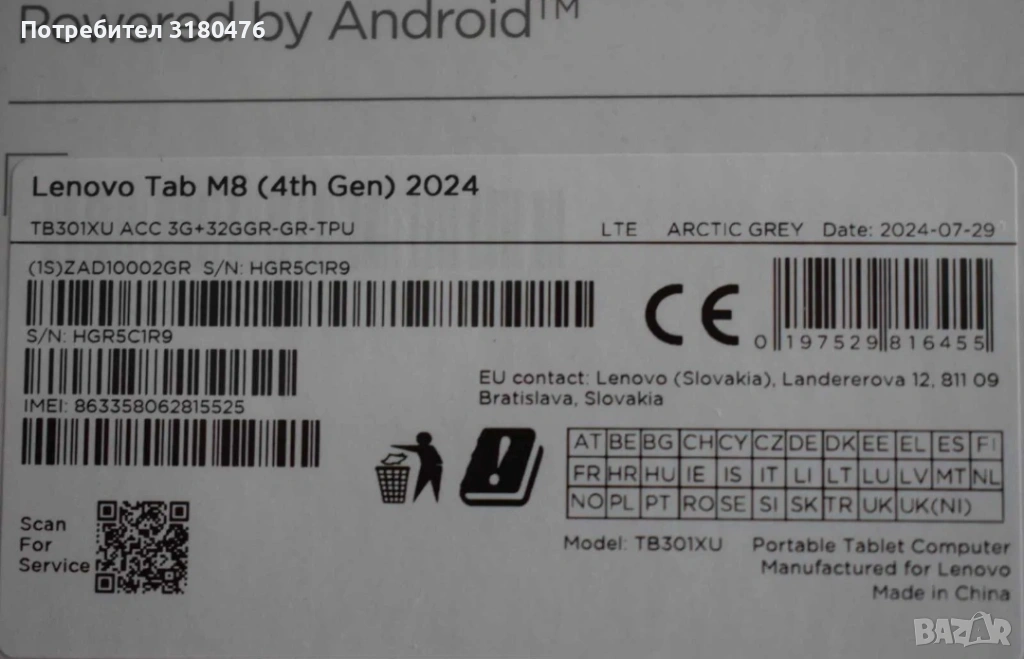 Powered by Android™
Потребител 3180476
Lenovo Tab M8 (4th Gen) 2024
TB301XU ACC 3G+32GGR-GR-TPU LTE ARCTIC GREY Date: 2024-07-29
(1S)ZAD10002GR S/N: HGR5C1R9
S/N: HGR5C1R9
IMEI: 863358062815525
CE
0 197529 816455
EU contact: Lenovo (Slovakia), Landererova 12, 811 09
Bratislava, Slovakia
AT BE BG CH CY CZ DE DK EE EL ES FI
FR HR HU IE IS IT LI LT LU LV MT NL
NO PL PT RO SE SI SK TR UK UK(NI)
Scan
For
Service
Model: TB301XU Portable Tablet Computer
Manufactured for Lenovo
Made in China
BAZAR